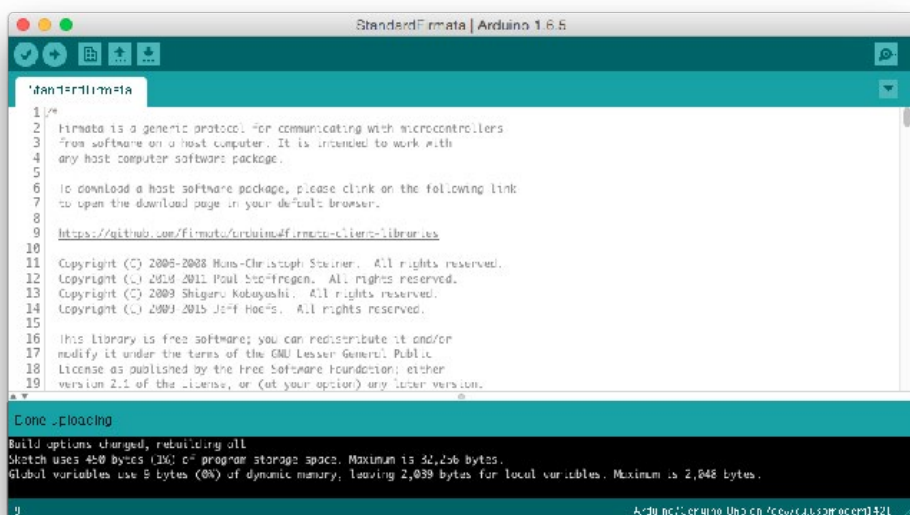 StandardFirmata | Arduino 1.6.5
StandardFirmata
1 /*
2 Firmata is a generic protocol for communicating with microcontrollers
3 from software on a host computer. It is intended to work with
4 any host computer software package.
5
6 To download a host software package, please clink on the following link
7 to open the download page in your default browser.
8
9 https://github.com/firmata/arduino#firmata-client-libraries
10
11 Copyright (C) 2006-2008 Hans-Christoph Steiner. All rights reserved.
12 Copyright (C) 2010-2011 Paul Stoffregen. All rights reserved.
13 Copyright (C) 2009 Shigeru Kobayashi. All rights reserved.
14 Copyright (C) 2009-2015 Jeff Hoefs. All rights reserved.
15
16 This library is free software; you can redistribute it and/or
17 modify it under the terms of the GNU Lesser General Public
18 License as published by the Free Software Foundation; either
19 version 2.1 of the License, or (at your option) any later version.
Done uploading
Build options changed, rebuilding all
Sketch uses 450 bytes (1%) of program storage space. Maximum is 32,256 bytes.
Global variables use 9 bytes (0%) of dynamic memory, leaving 2,039 bytes for local variables. Maximum is 2,048 bytes.
9 Arduino/Genuino Uno on /dev/cu.usbmodem1421